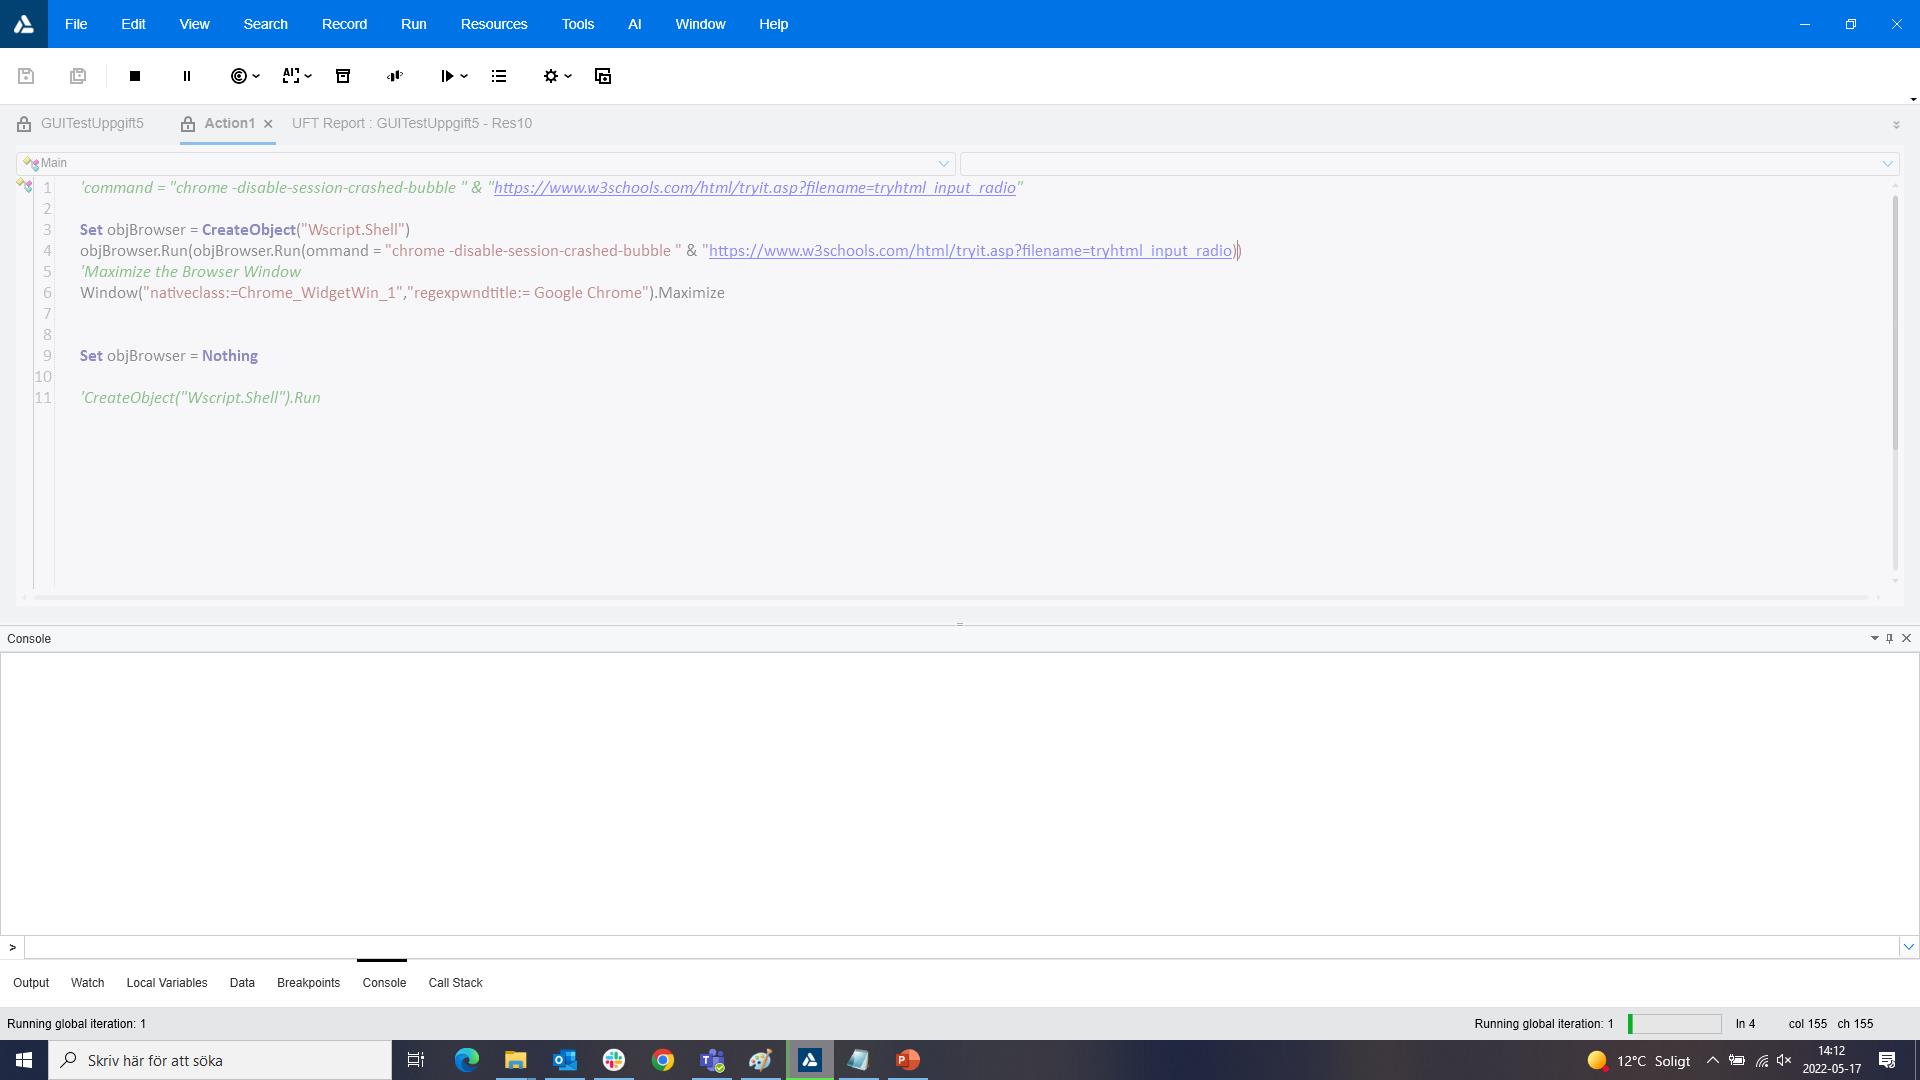 File Edit View Search Record Run Resources Tools AI Window Help
AI
GUITestUppgift5 Action1 UFT Report : GUITestUppgift5 - Res10
Main
1 'command = "chrome -disable-session-crashed-bubble " & "https://www.w3schools.com/html/tryit.asp?filename=tryhtml_input_radio"
2
3 Set objBrowser = CreateObject("Wscript.Shell")
4 objBrowser.Run(objBrowser.Run(ommand = "chrome -disable-session-crashed-bubble " & "https://www.w3schools.com/html/tryit.asp?filename=tryhtml_input_radio))
5 'Maximize the Browser Window
6 Window("nativeclass:=Chrome_WidgetWin_1","regexpwndtitle:= Google Chrome").Maximize
7
8
9 Set objBrowser = Nothing
10
11 'CreateObject("Wscript.Shell").Run
Console
>
Output Watch Local Variables Data Breakpoints Console Call Stack
Running global iteration: 1 Running global iteration: 1 ln 4 col 155 ch 155
Skriv här för att söka 12°C Soligt 14:12
2022-05-17